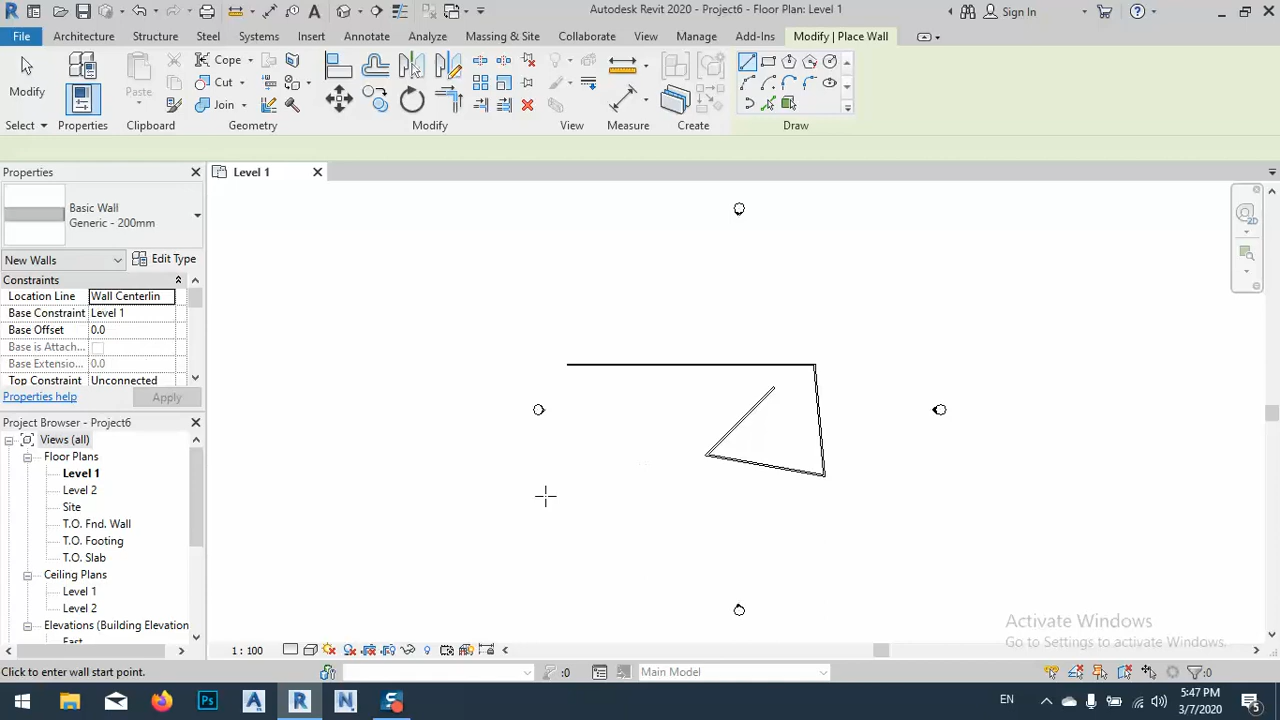 Autodesk Revit 2020 - Project6 - Floor Plan: Level 1
Sign In
File Architecture Structure Steel Systems Insert Annotate Analyze Massing & Site Collaborate View Manage Add-Ins Modify | Place Wall
Modify
Paste
Cope
Cut
Join
Select Properties Clipboard Geometry Modify View Measure Create Draw
Properties
Level 1
Basic Wall
Generic - 200mm
New Walls
Edit Type
Constraints
Location Line Wall Centerlin
Base Constraint Level 1
Base Offset 0.0
Base is Attach...
Base Extensio... 0.0
Top Constraint Unconnected
Properties help
Apply
Project Browser - Project6
Views (all)
Floor Plans
Level 1
Level 2
Site
T.O. Fnd. Wall
T.O. Footing
T.O. Slab
Ceiling Plans
Level 1
Level 2
Elevations (Building Elevation
East
2D
Activate Windows
Go to Settings to activate Windows.
1 : 100
Click to enter wall start point.
:0
Main Model
:0
Ps
A
R
N
S
EN
5:47 PM
3/7/2020
5